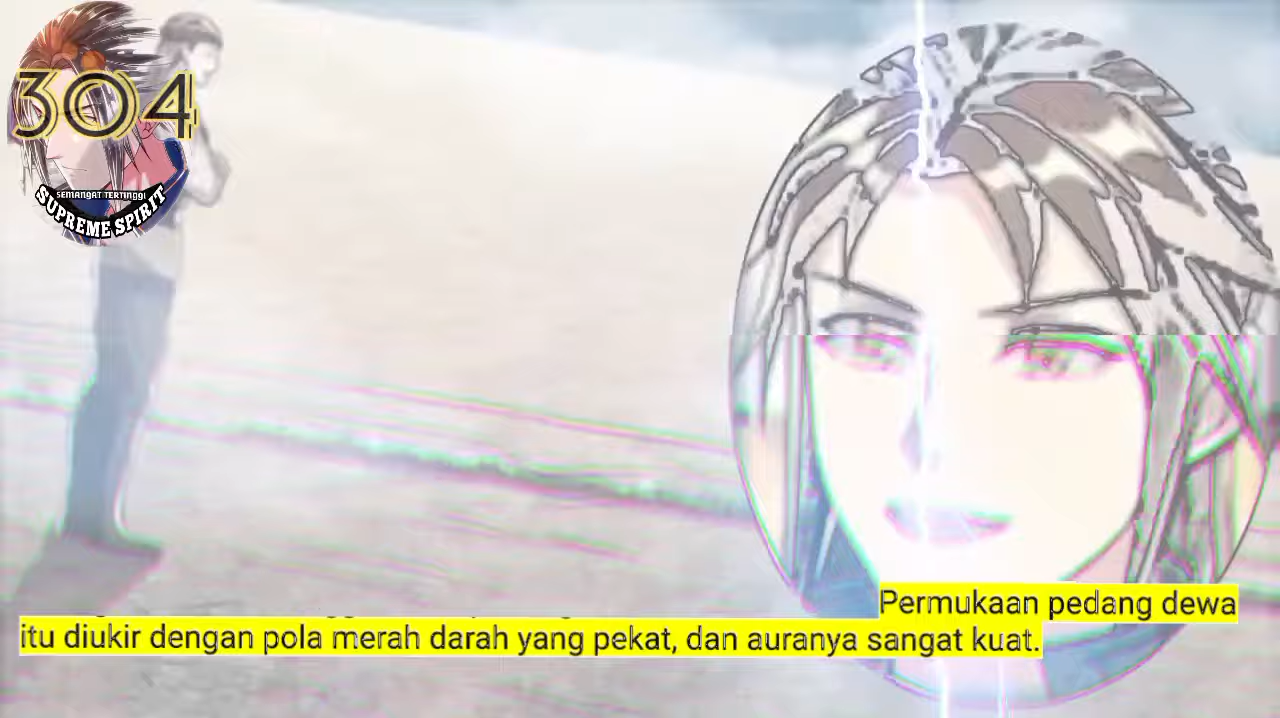 304
SEMANGAT TERTINGGI
SUPREME SPIRIT
Permukaan pedang dewa
itu diukir dengan pola merah darah yang pekat, dan auranya sangat kuat.